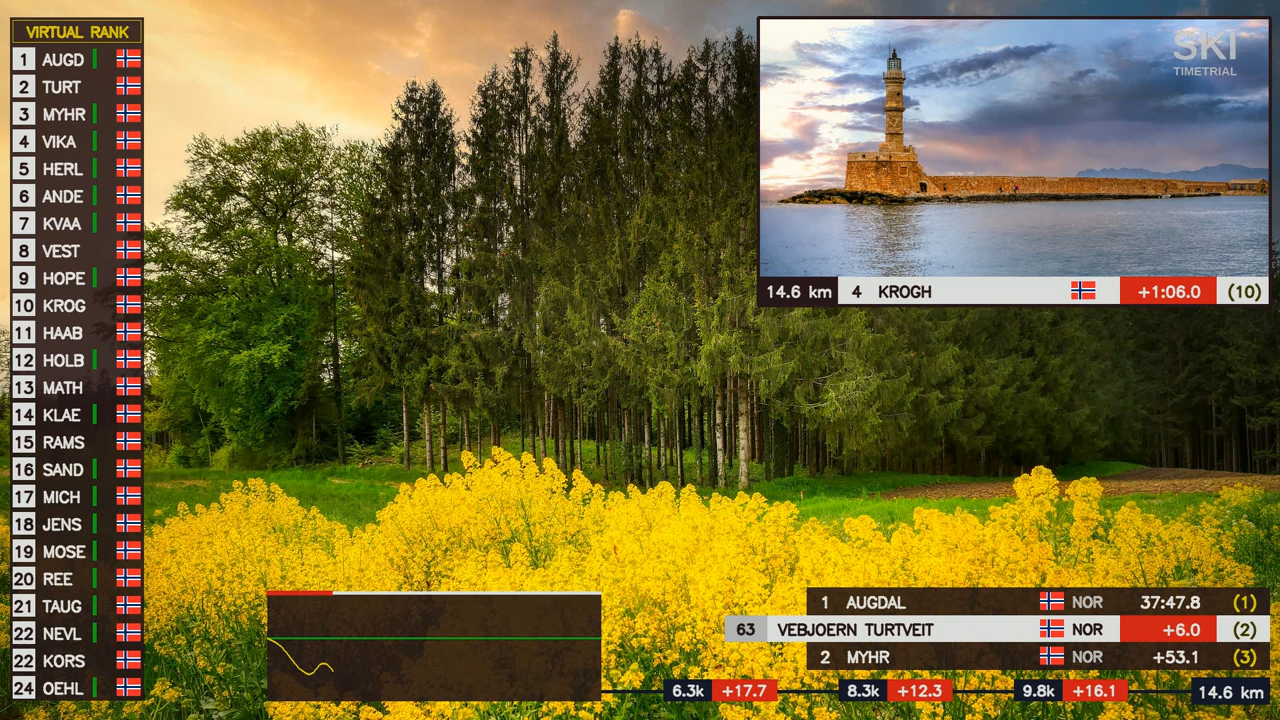 VIRTUAL RANK
1 AUGD
2 TURT
3 MYHR
4 VIKA
5 HERL
6 ANDE
7 KVAA
8 VEST
9 HOPE
10 KROG
11 HAAB
12 HOLB
13 MATH
14 KLAE
15 RAMS
16 SAND
17 MICH
18 JENS
19 MOSE
20 REE
21 TAUG
22 NEVL
22 KORS
24 OEHL
SKI
TIMETRIAL
14.6 km 4 KROGH +1:06.0 (10)
1 AUGDAL NOR 37:47.8 (1)
63 VEBJOERN TURTVEIT NOR +6.0 (2)
2 MYHR NOR +53.1 (3)
6.3k +17.7 8.3k +12.3 9.8k +16.1 14.6 km